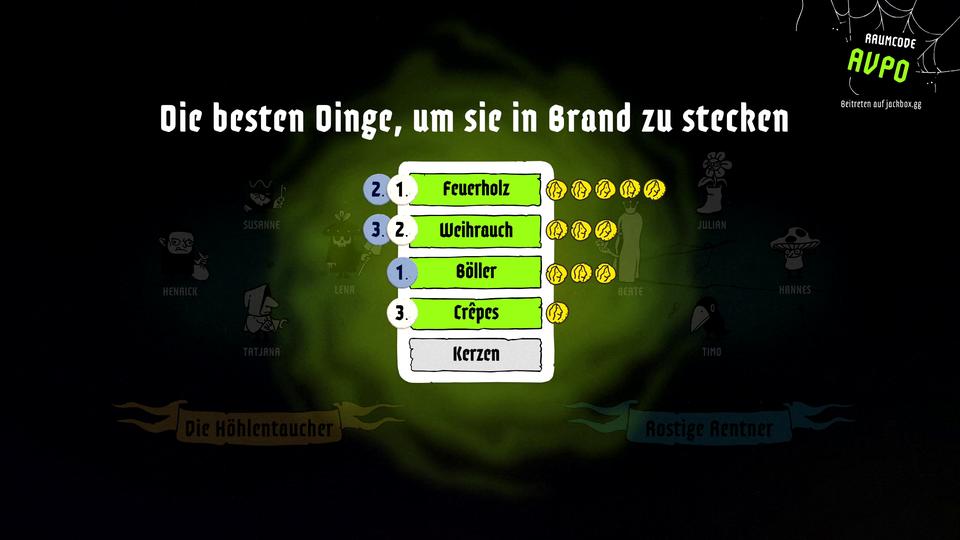 RAUMCODE
AVPO
Beitreten auf jackbox.gg
Die besten Dinge, um sie in Brand zu stecken
2. 1. Feuerholz
3. 2. Weihrauch
1. Böller
3. Crêpes
Kerzen
SUSANNE
JULIAN
HENRICK
LENA
BEATE
HANNES
TATJANA
TIMO
Die Höhlentaucher
Rostige Rentner